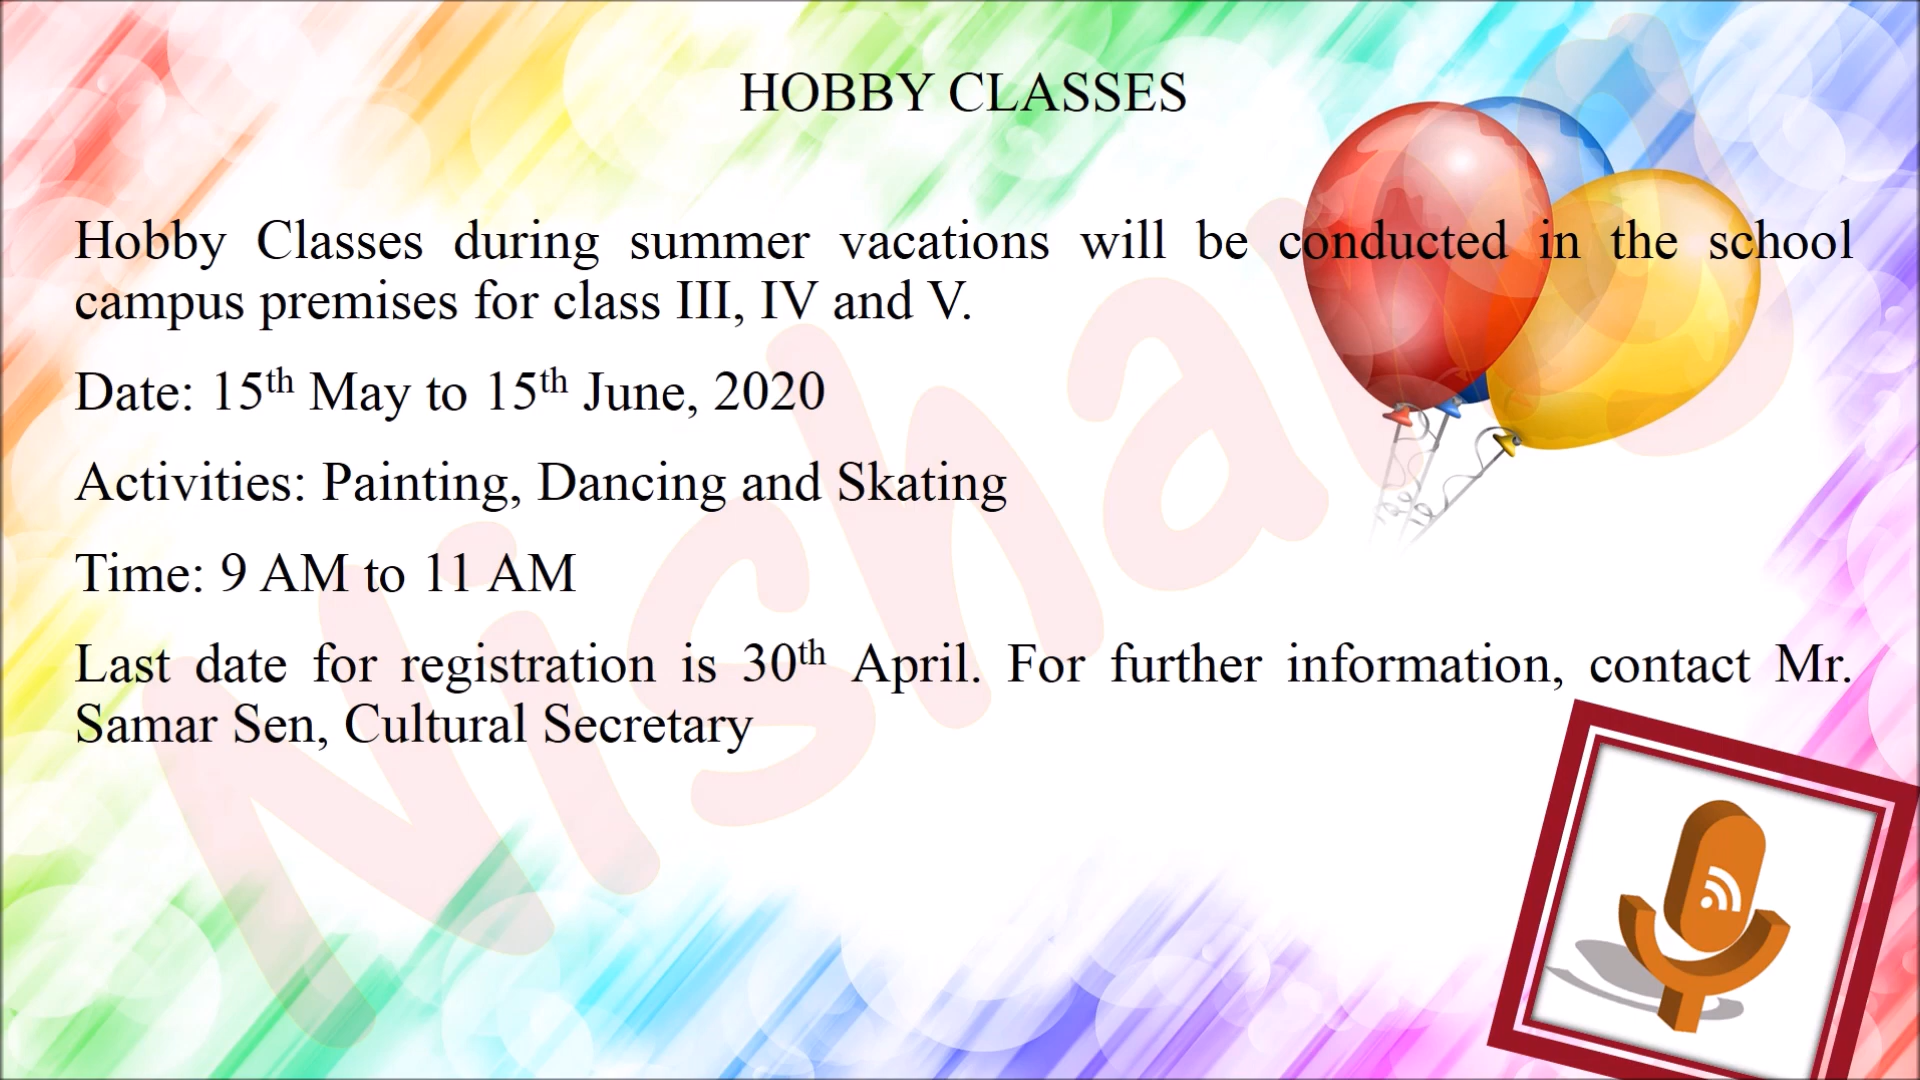 HOBBY CLASSES
Hobby Classes during summer vacations will be conducted in the school
campus premises for class III, IV and V.
Date: 15th May to 15th June, 2020
Activities: Painting, Dancing and Skating
Time: 9 AM to 11 AM
Last date for registration is 30th April. For further information, contact Mr.
Samar Sen, Cultural Secretary